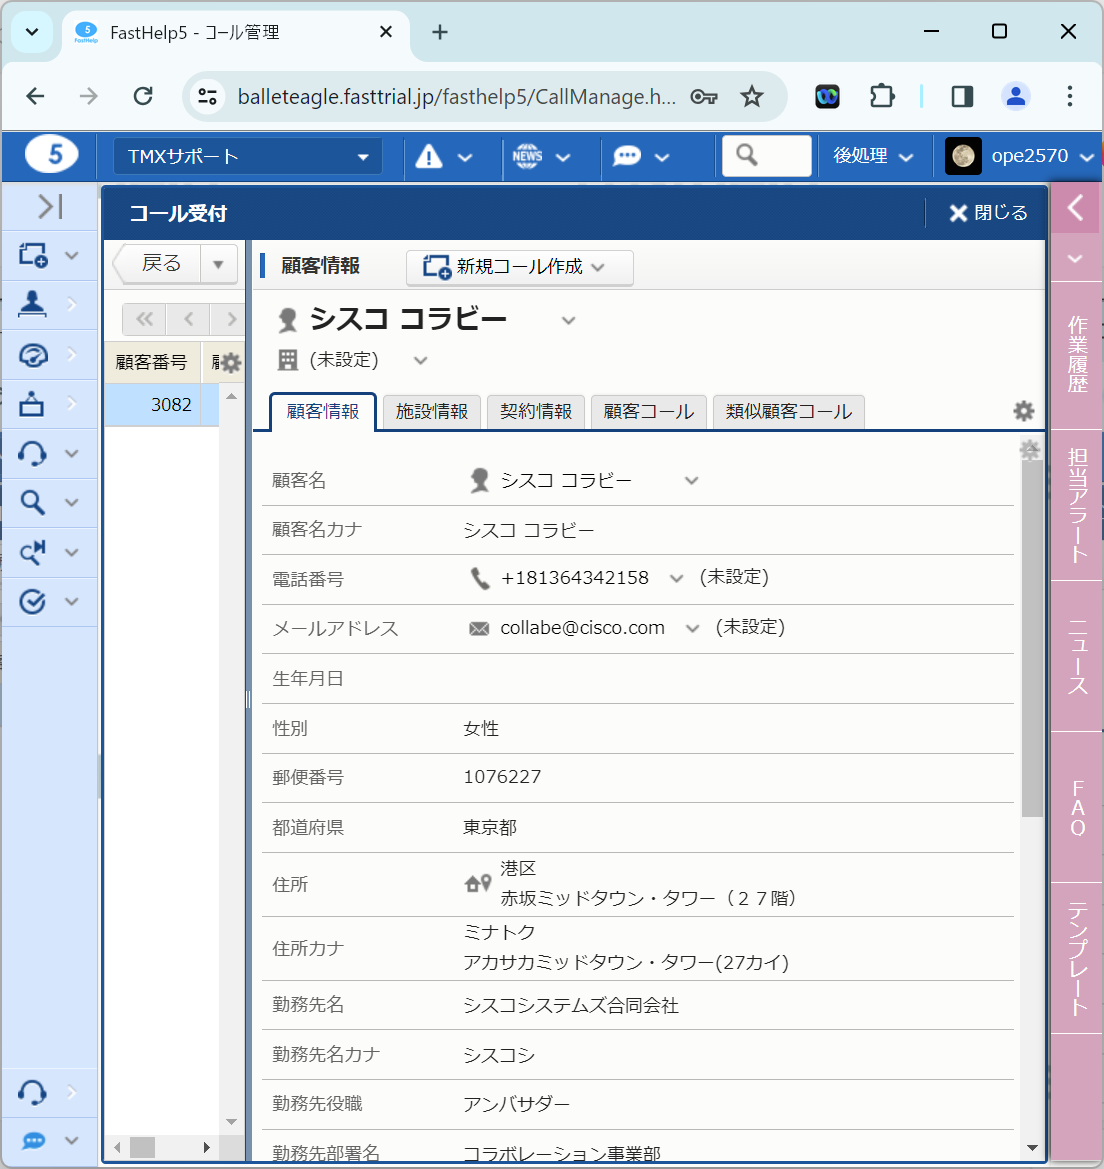 FastHelp5 - コール管理
balleteagle.fasttrial.jp/fasthelp5/CallManage.h...
5
TMXサポート
NEWS
後処理
ope2570
コール受付
閉じる
戻る
顧客情報
新規コール作成
シスコ コラビー
(未設定)
顧客番号
3082
顧客情報
施設情報
契約情報
顧客コール
類似顧客コール
顧客名
シスコ コラビー
顧客名カナ
シスコ コラビー
電話番号
+181364342158
(未設定)
メールアドレス
collabe@cisco.com
(未設定)
生年月日
性別
女性
郵便番号
1076227
都道府県
東京都
住所
港区
赤坂ミッドタウン・タワー（２７階）
住所カナ
ミナトク
アカサカミッドタウン・タワー(27カイ)
勤務先名
シスコシステムズ合同会社
勤務先名カナ
シスコシ
勤務先役職
アンバサダー
勤務先部署名
コラボレーション事業部
作業履歴
担当アラート
ニュース
FAQ
テンプレート